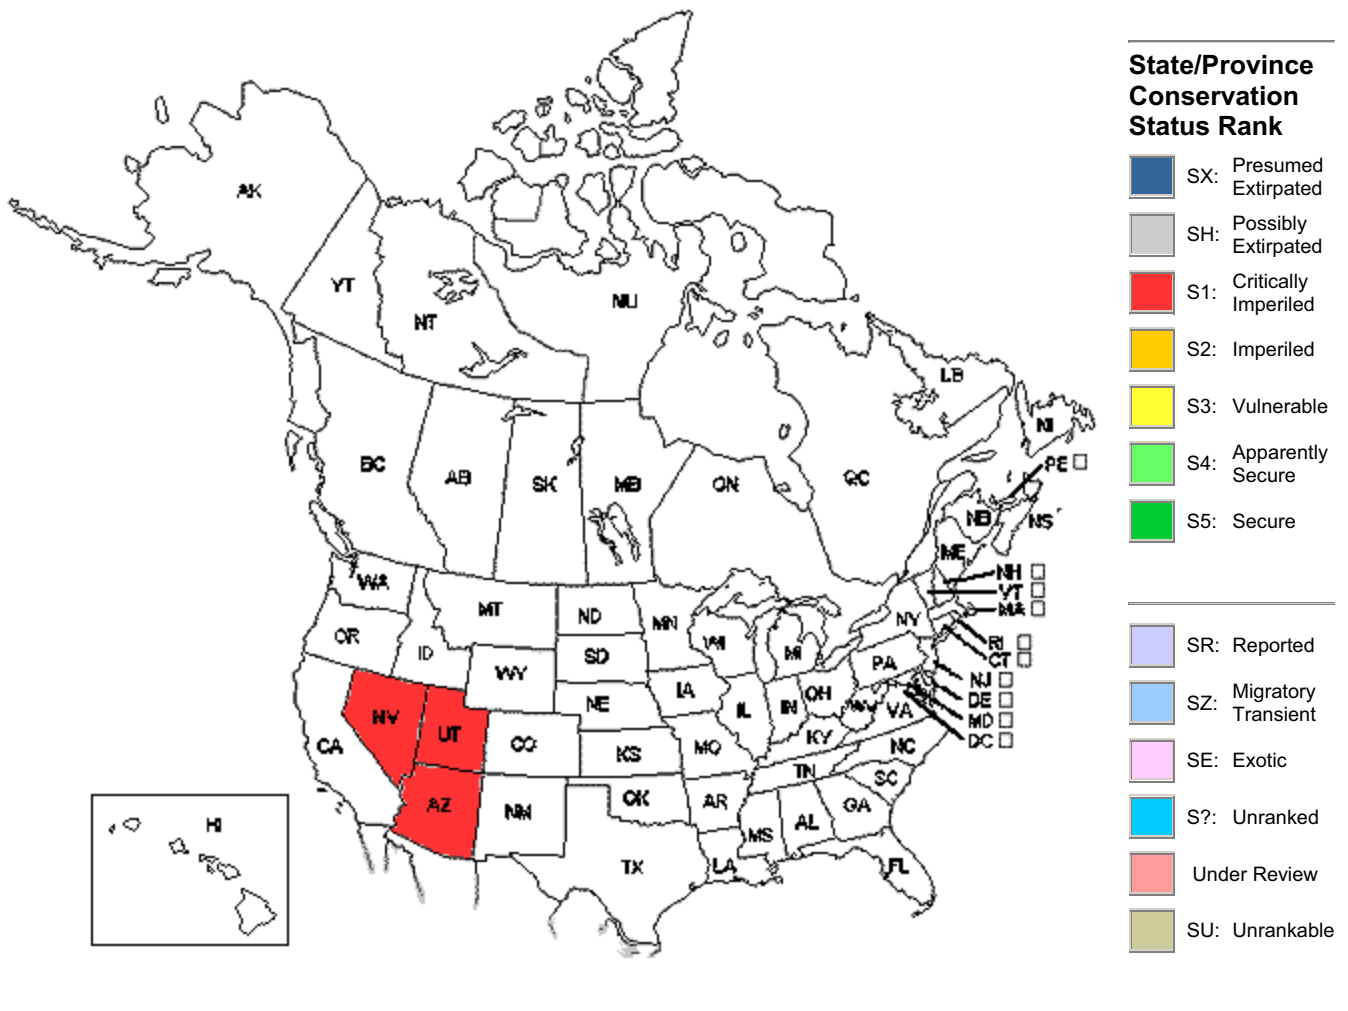 State/Province
Conservation
Status Rank
SX: Presumed
Extirpated
SH: Possibly
Extirpated
S1: Critically
Imperiled
S2: Imperiled
S3: Vulnerable
S4: Apparently
Secure
S5: Secure
SR: Reported
SZ: Migratory
Transient
SE: Exotic
S?: Unranked
Under Review
SU: Unrankable
AK
YT
NT
NU
LB
NF
BC
AB
SK
MB
ON
QC
PE
NB
NS
ME
NH
VT
MA
RI
CT
NJ
DE
MD
DC
WA
MT
ND
MN
WI
MI
NY
OR
ID
WY
SD
IA
PA
NE
IL
IN
OH
WV
VA
NV
UT
CO
KS
MO
KY
NC
CA
AZ
NM
OK
AR
TN
SC
HI
TX
LA
MS
AL
GA
FL